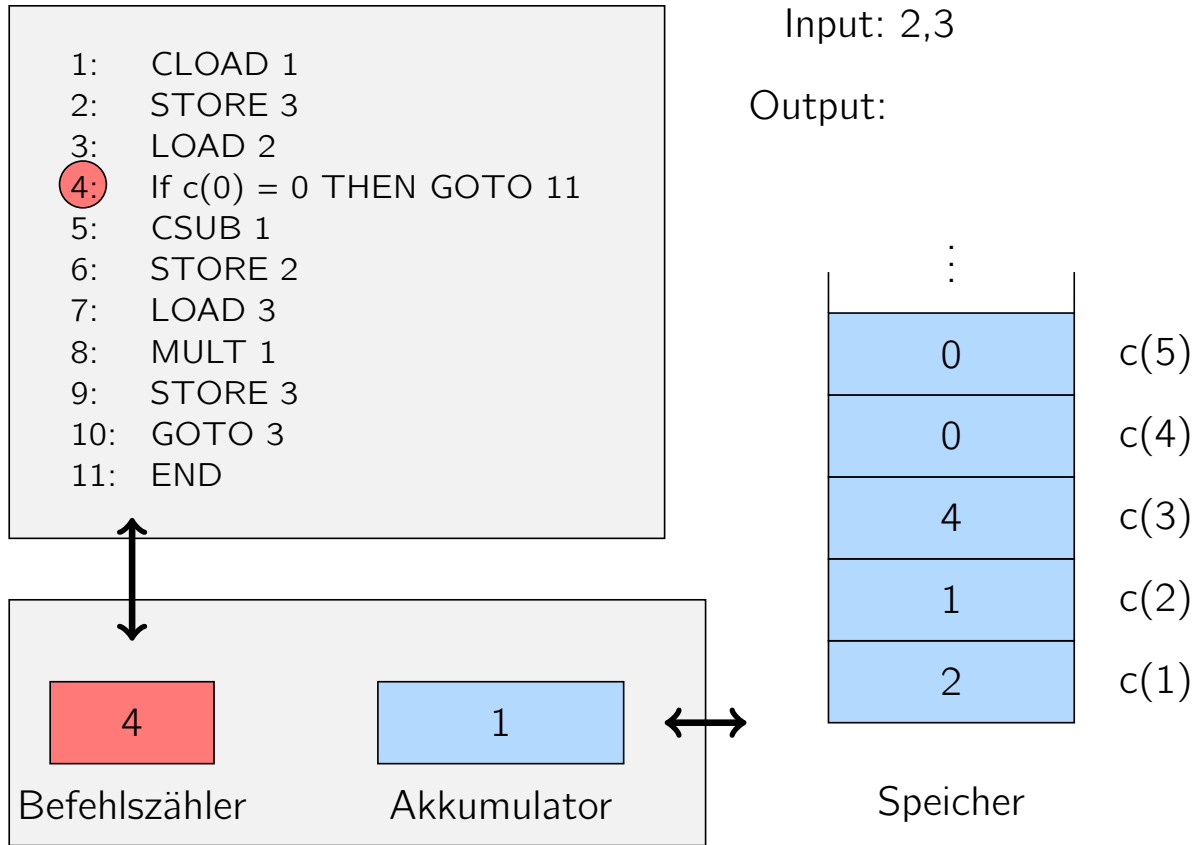 1: CLOAD 1
2: STORE 3
3: LOAD 2
4: If c(0) = 0 THEN GOTO 11
5: CSUB 1
6: STORE 2
7: LOAD 3
8: MULT 1
9: STORE 3
10: GOTO 3
11: END
Input: 2,3
Output:
⋮
0 c(5)
0 c(4)
4 c(3)
1 c(2)
2 c(1)
Speicher
4 1
Befehlszähler Akkumulator